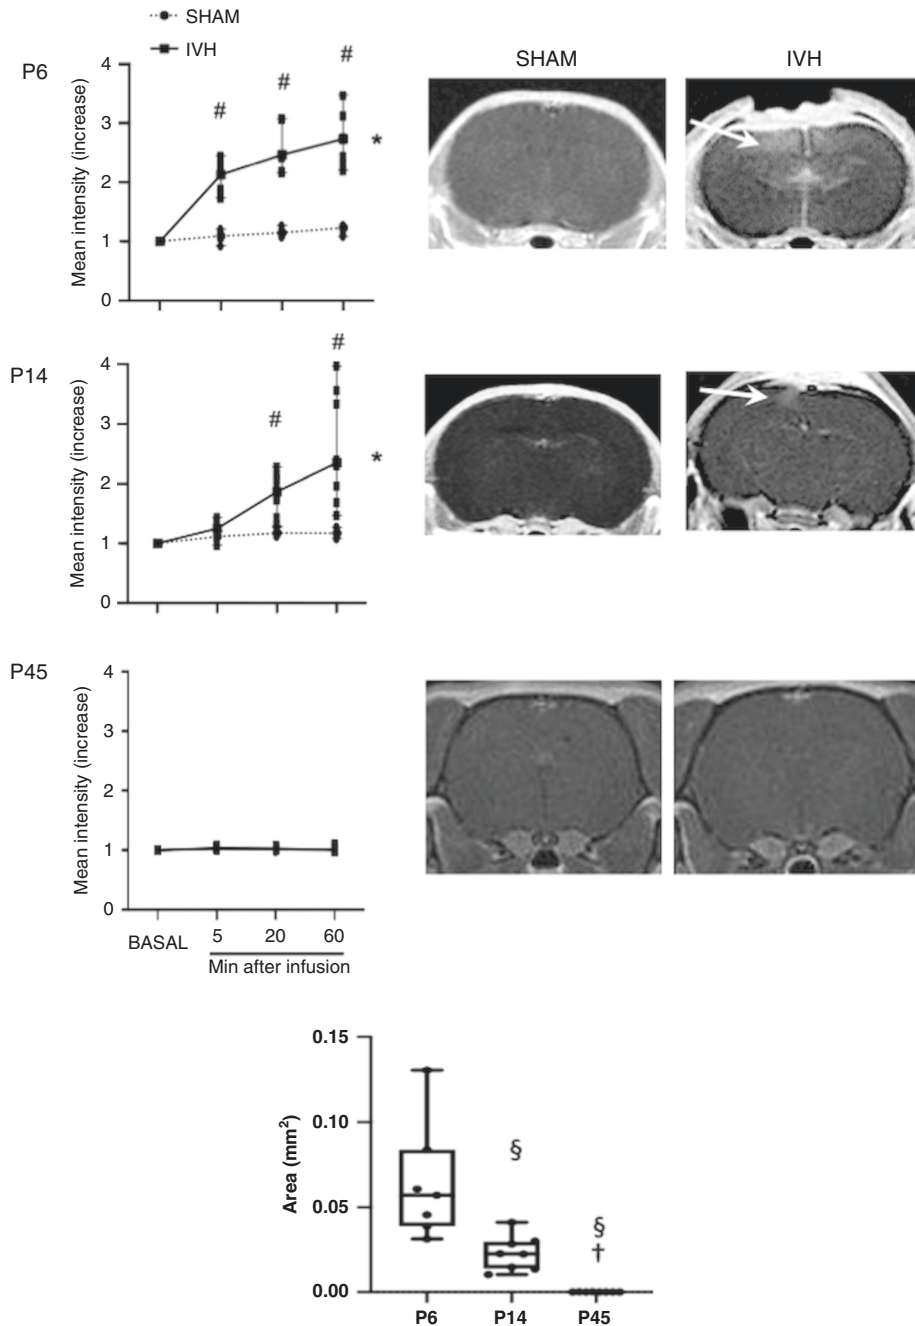 SHAM
IVH
P6
SHAM
IVH
Mean intensity (increase)
4
3
2
1
0
#
#
#
*
P14
Mean intensity (increase)
4
3
2
1
0
#
#
*
P45
Mean intensity (increase)
4
3
2
1
0
BASAL 5 20 60
Min after infusion
Area (mm²)
0.15
0.10
0.05
0.00
§
§
†
P6 P14 P45